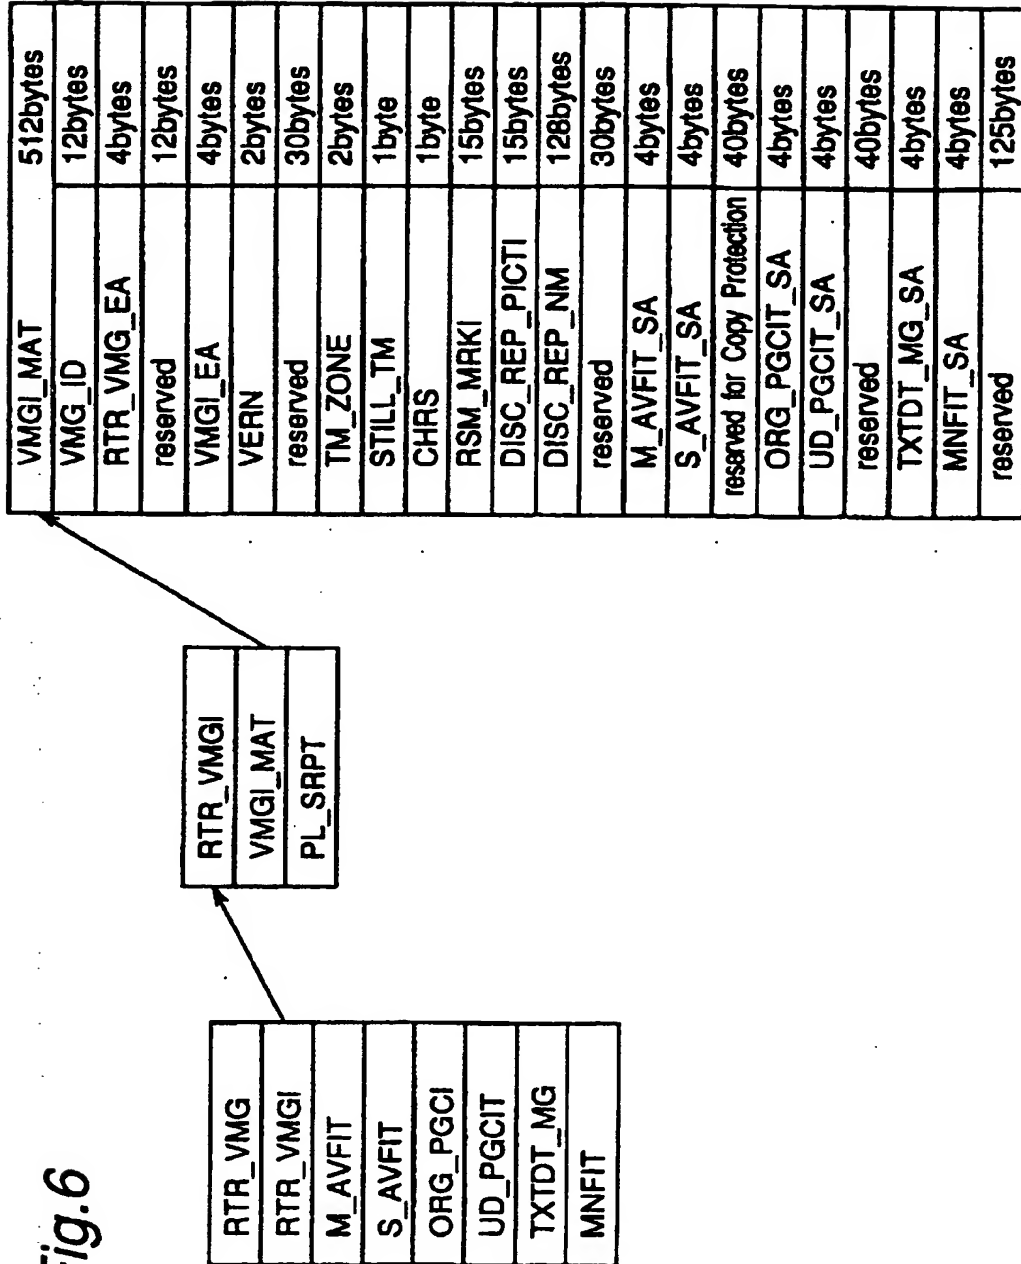 Fig.6
RTR_VMG
RTR_VMGI
M_AVFIT
S_AVFIT
ORG_PGCI
UD_PGCIT
TXTDT_MG
MNFIT
RTR_VMGI
VMGI_MAT
PL_SRPT
VMGI_MAT 512bytes
VMG_ID 12bytes
RTR_VMG_EA 4bytes
reserved 12bytes
VMGI_EA 4bytes
VERN 2bytes
reserved 30bytes
TM_ZONE 2bytes
STILL_TM 1byte
CHRS 1byte
RSM_MRKI 15bytes
DISC_REP_PICTI 15bytes
DISC_REP_NM 128bytes
reserved 30bytes
M_AVFIT_SA 4bytes
S_AVFIT_SA 4bytes
reserved for Copy Protection 40bytes
ORG_PGCIT_SA 4bytes
UD_PGCIT_SA 4bytes
reserved 40bytes
TXTDT_MG_SA 4bytes
MNFIT_SA 4bytes
reserved 125bytes